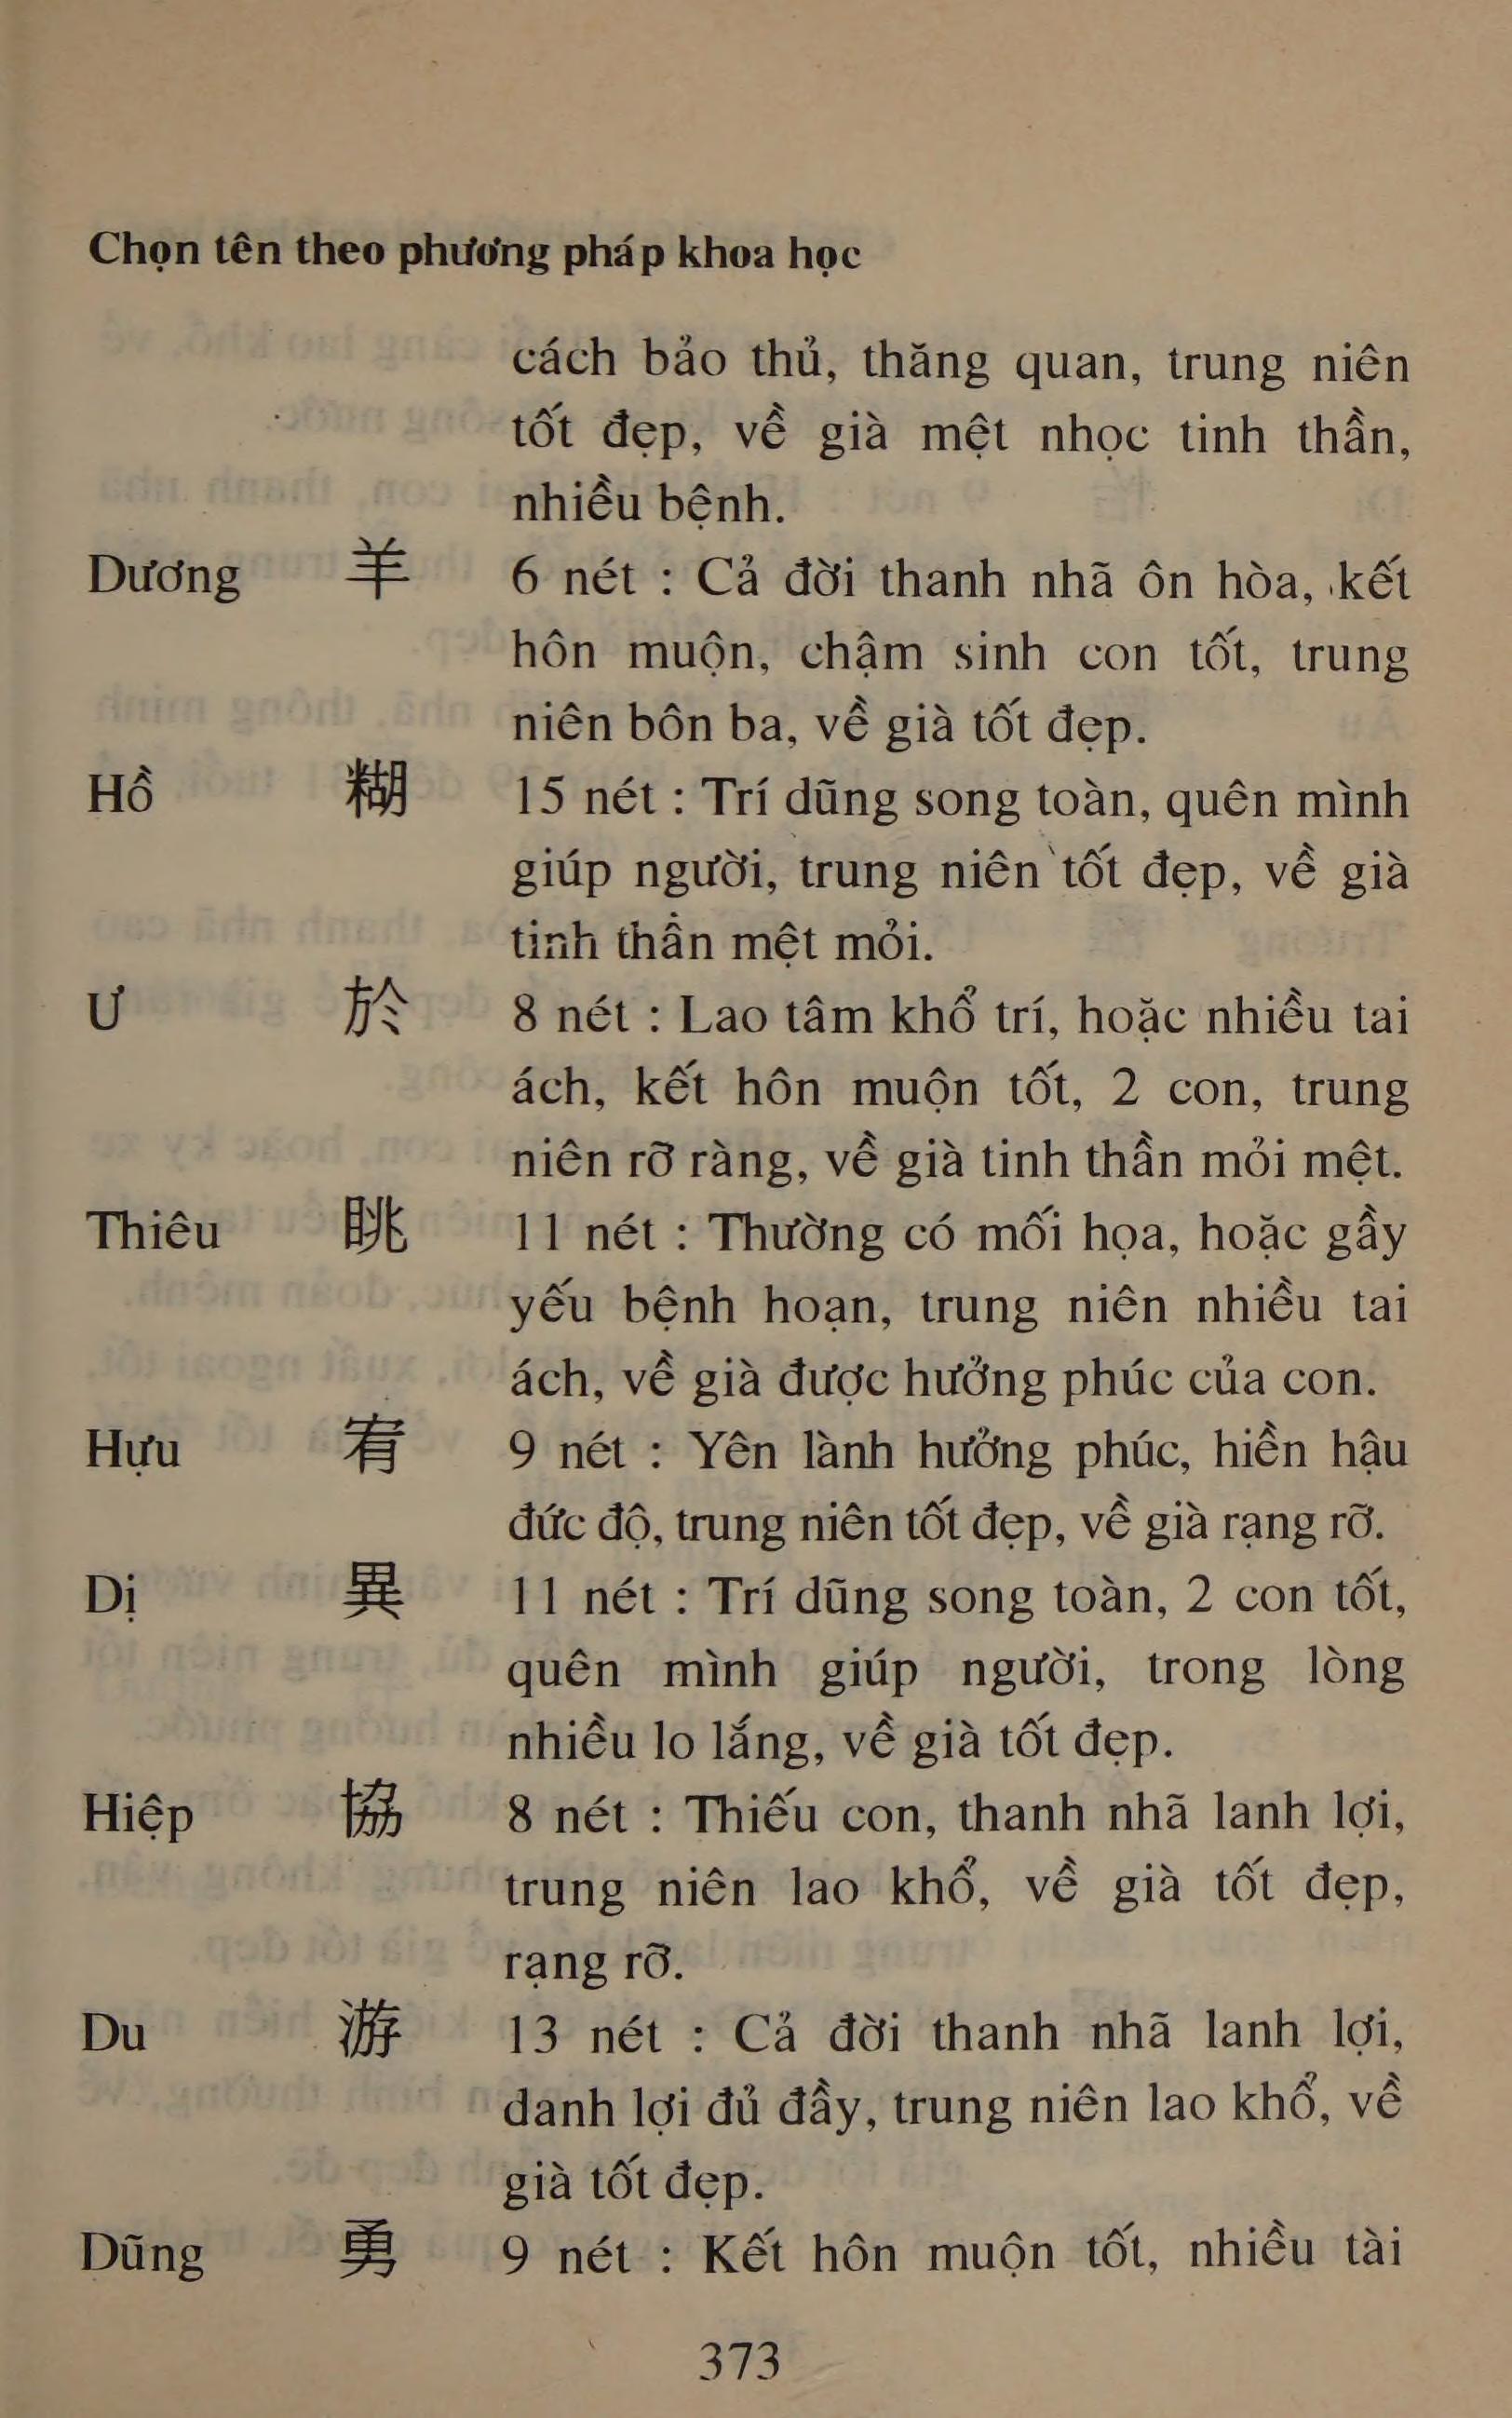 Chọn tên theo phương pháp khoa học
cách bảo thủ, thăng quan, trung niên
tốt đẹp, về già mệt nhọc tinh thần,
nhiều bệnh.
Dương 羊 6 nét : Cả đời thanh nhã ôn hòa, kết
hôn muộn, chậm sinh con tốt, trung
niên bôn ba, về già tốt đẹp.
Hồ 糊 15 nét : Trí dũng song toàn, quên mình
giúp người, trung niên tốt đẹp, về già
tinh thần mệt mỏi.
Ư 於 8 nét : Lao tâm khổ trí, hoặc nhiều tai
ách, kết hôn muộn tốt, 2 con, trung
niên rỡ ràng, về già tinh thần mỏi mệt.
Thiêu 眺 11 nét : Thường có mối họa, hoặc gầy
yếu bệnh hoạn, trung niên nhiều tai
ách, về già được hưởng phúc của con.
Hựu 宥 9 nét : Yên lành hưởng phúc, hiền hậu
đức độ, trung niên tốt đẹp, về già rạng rỡ.
Dị 異 11 nét : Trí dũng song toàn, 2 con tốt,
quên mình giúp người, trong lòng
nhiều lo lắng, về già tốt đẹp.
Hiệp 協 8 nét : Thiếu con, thanh nhã lanh lợi,
trung niên lao khổ, về già tốt đẹp,
rạng rỡ.
Du 游 13 nét : Cả đời thanh nhã lanh lợi,
danh lợi đủ đầy, trung niên lao khổ, về
già tốt đẹp.
Dũng 勇 9 nét : Kết hôn muộn tốt, nhiều tài
373